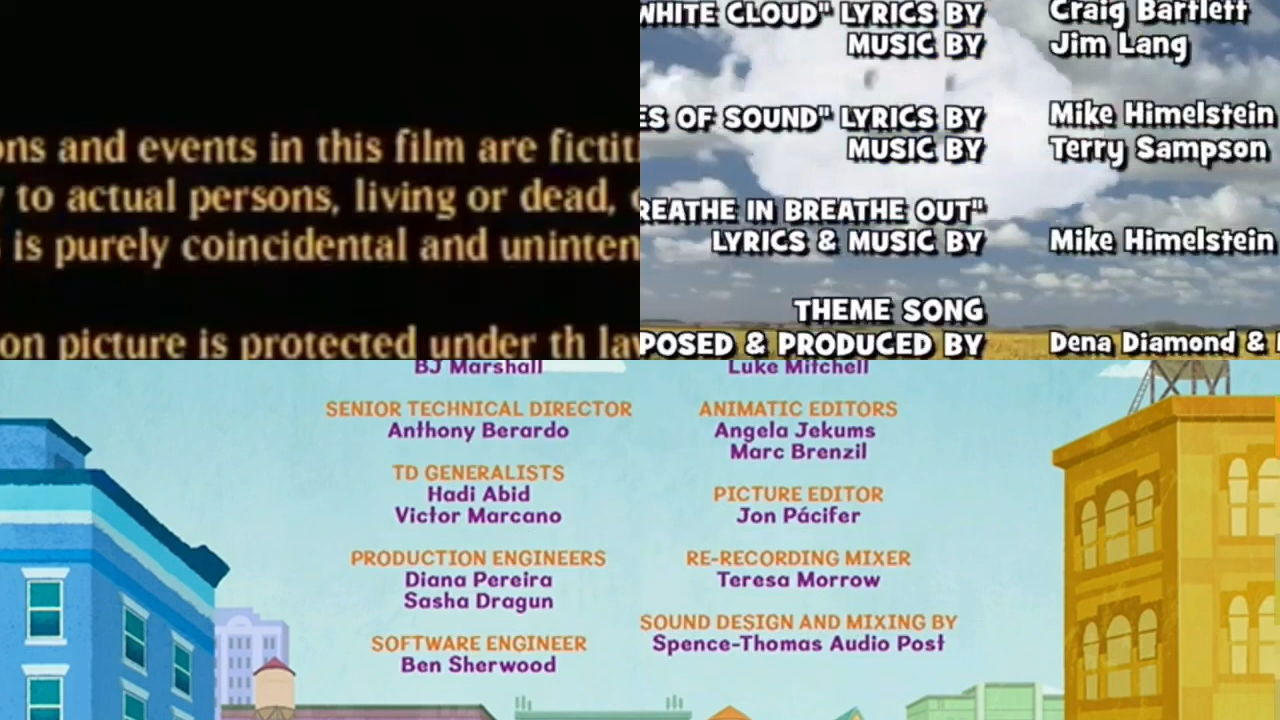 ons and events in this film are fictit
to actual persons, living or dead,
is purely coincidental and uninten
on picture is protected under th law
WHITE CLOUD" LYRICS BY Craig Bartlett
MUSIC BY Jim Lang
ES OF SOUND" LYRICS BY Mike Himelstein
MUSIC BY Terry Sampson
REATHE IN BREATHE OUT"
LYRICS & MUSIC BY Mike Himelstein
THEME SONG
POSED & PRODUCED BY Dena Diamond &
BJ Marshall
SENIOR TECHNICAL DIRECTOR
Anthony Berardo
TD GENERALISTS
Hadi Abid
Victor Marcano
PRODUCTION ENGINEERS
Diana Pereira
Sasha Dragun
SOFTWARE ENGINEER
Ben Sherwood
Luke Mitchell
ANIMATIC EDITORS
Angela Jekums
Marc Brenzil
PICTURE EDITOR
Jon Pácifer
RE-RECORDING MIXER
Teresa Morrow
SOUND DESIGN AND MIXING BY
Spence-Thomas Audio Post